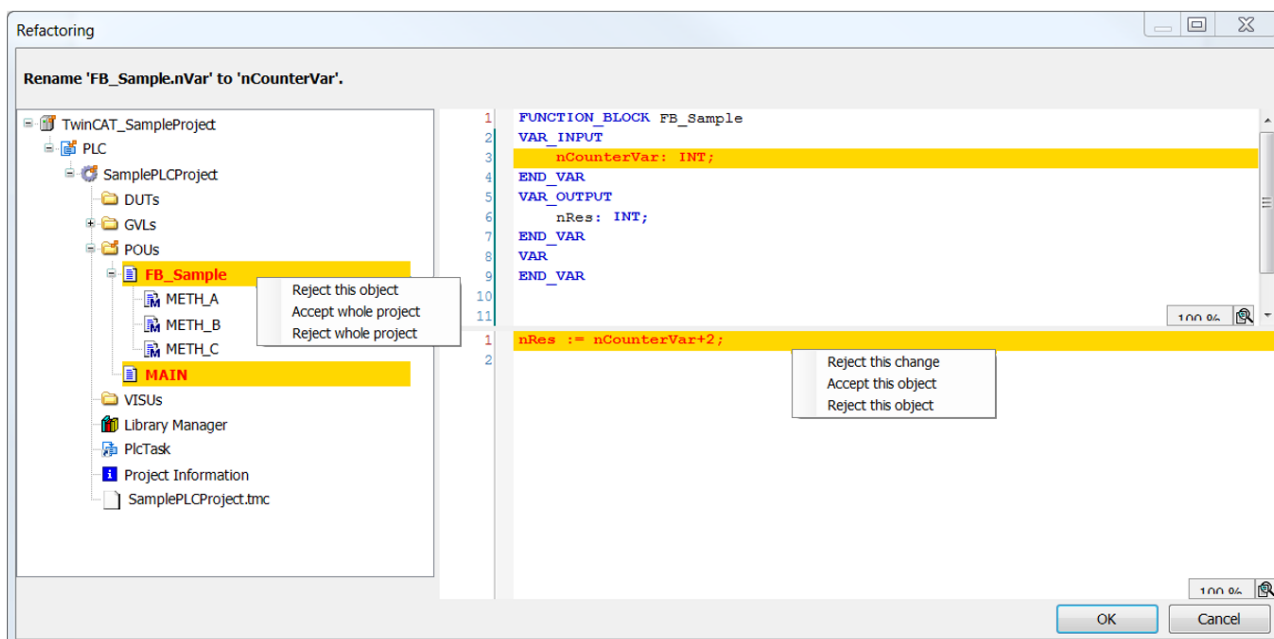 Refactoring
Rename 'FB_Sample.nVar' to 'nCounterVar'.
TwinCAT_SampleProject
PLC
SamplePLCProject
DUTs
GVLs
POUs
FB_Sample
METH_A
METH_B
METH_C
MAIN
VISUs
Library Manager
PlcTask
Project Information
SamplePLCProject.tmc
Reject this object
Accept whole project
Reject whole project
1 FUNCTION_BLOCK FB_Sample
2 VAR_INPUT
3 nCounterVar: INT;
4 END_VAR
5 VAR_OUTPUT
6 nRes: INT;
7 END_VAR
8 VAR
9 END_VAR
10
11
100 %
1 nRes := nCounterVar+2;
2
Reject this change
Accept this object
Reject this object
100 %
OK Cancel